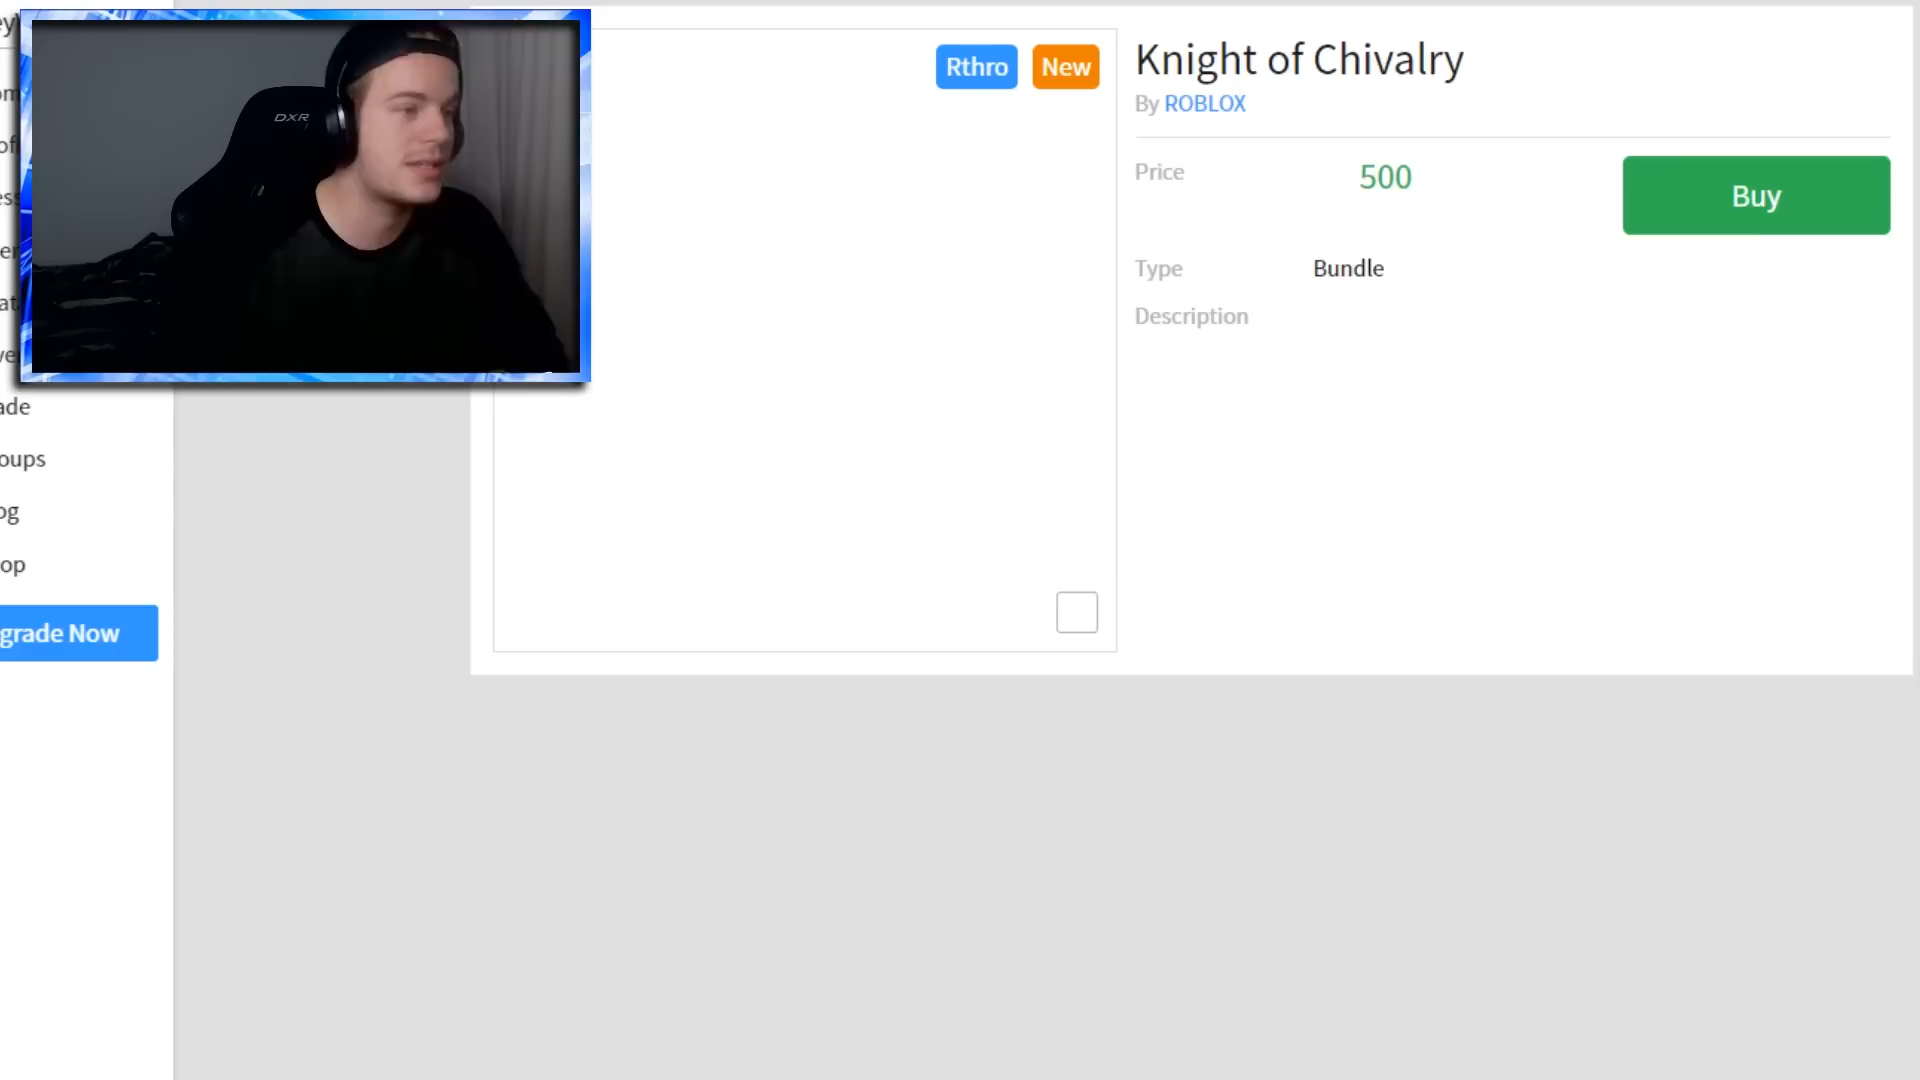 DXR
Rthro
New
Knight of Chivalry
By ROBLOX
Price
500
Buy
Type
Bundle
Description
ade
oups
og
op
grade Now